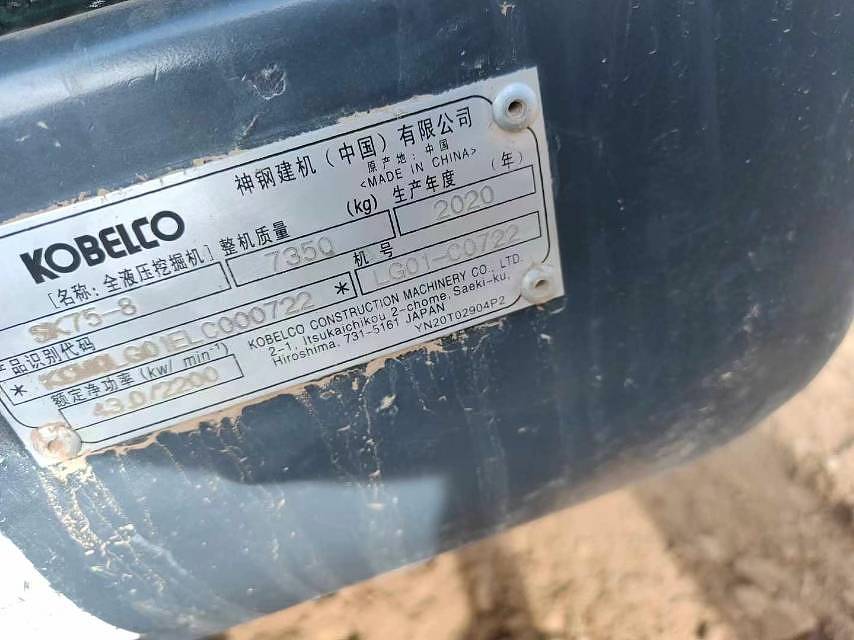 神钢建机（中国）有限公司
原产地：中国
<MADE IN CHINA>
KOBELCO
［名称：全液压挖掘机］ 整机质量 (kg) 生产年度 （年）
SK75-8 7350 2020
产品识别代码 机 号
LG01ELC000722 * LG01-C0722
额定净功率（kw/ min⁻¹）
43.0/2200
KOBELCO CONSTRUCTION MACHINERY CO., LTD.
2-1, Itsukaichikou 2-chome, Saeki-ku,
Hiroshima, 731-5161 JAPAN
YN20T02904P2